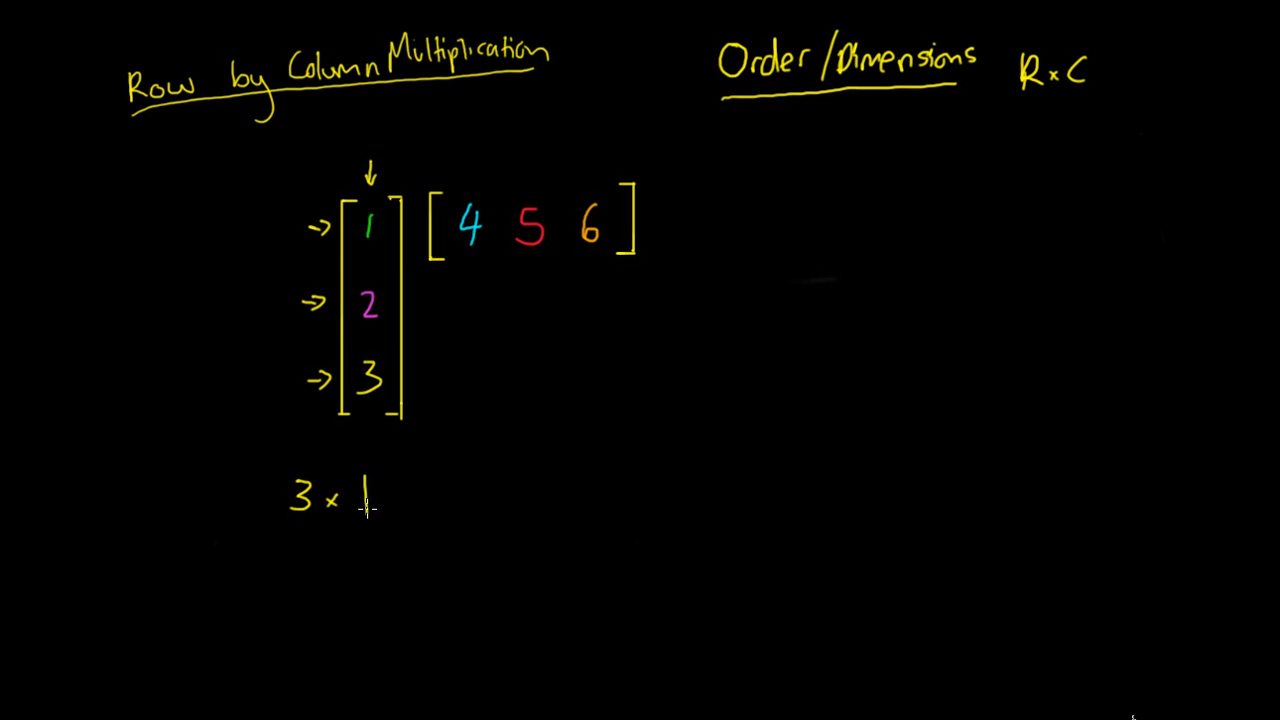 Row by Column Multiplication
Order/Dimensions R×C
↓
→ [1] [4 5 6]
→ [2]
→ [3]
3 × 1